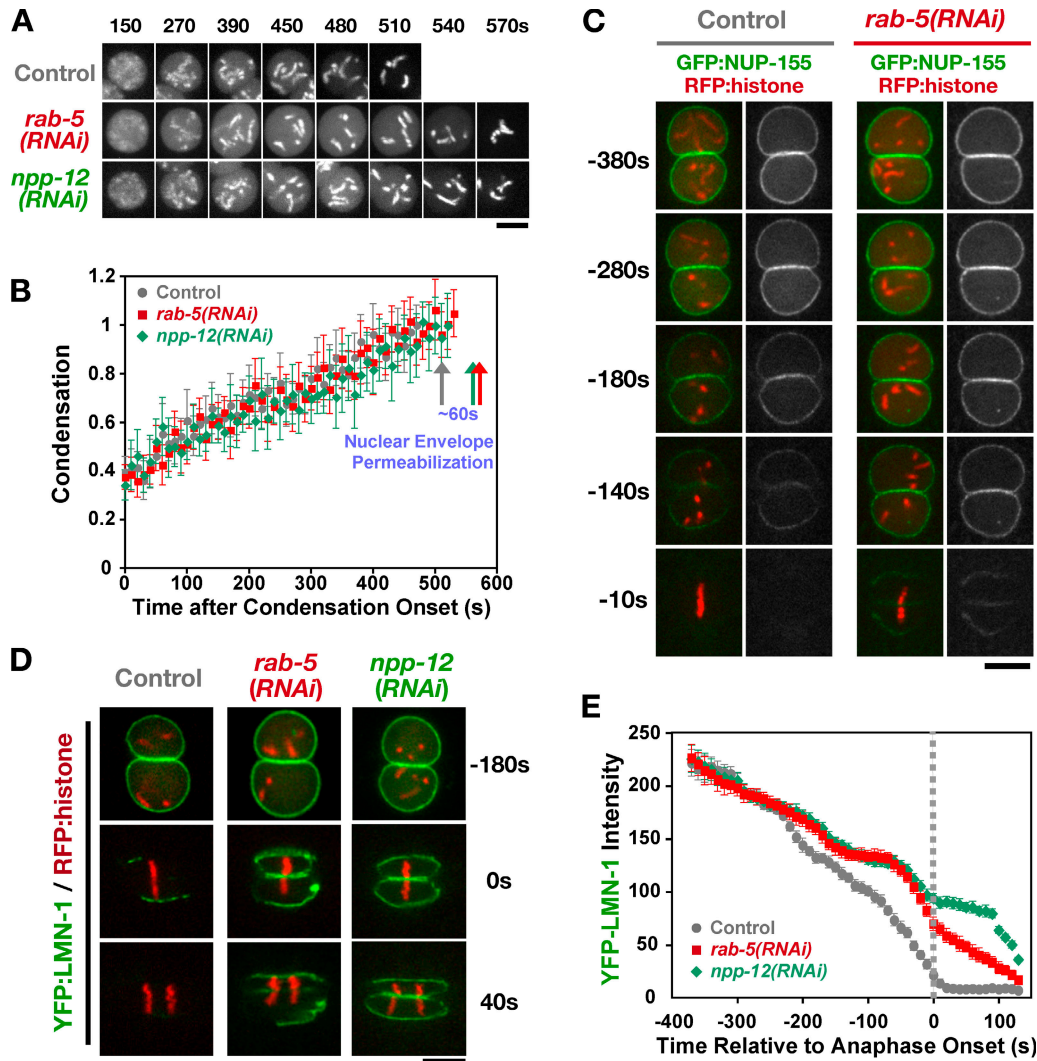 A
150 270 390 450 480 510 540 570s
Control
rab-5
(RNAi)
npp-12
(RNAi)
B
Condensation
1.2
1
0.8
0.6
0.4
0.2
0
Control
rab-5(RNAi)
npp-12(RNAi)
~60s
Nuclear Envelope
Permeabilization
0 100 200 300 400 500 600
Time after Condensation Onset (s)
C
Control rab-5(RNAi)
GFP:NUP-155 GFP:NUP-155
RFP:histone RFP:histone
-380s
-280s
-180s
-140s
-10s
D
Control
rab-5
(RNAi)
npp-12
(RNAi)
YFP:LMN-1 / RFP:histone
-180s
0s
40s
E
YFP-LMN-1 Intensity
250
200
150
100
50
0
Control
rab-5(RNAi)
npp-12(RNAi)
-400 -300 -200 -100 0 100
Time Relative to Anaphase Onset (s)